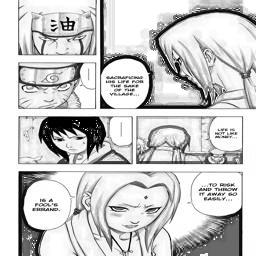 油
SACRIFICING
HIS LIFE FOR
THE SAKE
OF THE
VILLAGE...
...
...
LIFE IS
NOT LIKE
MONEY...
...TO RISK
AND THROW
IT AWAY SO
EASILY...
IS A
FOOL'S
ERRAND.